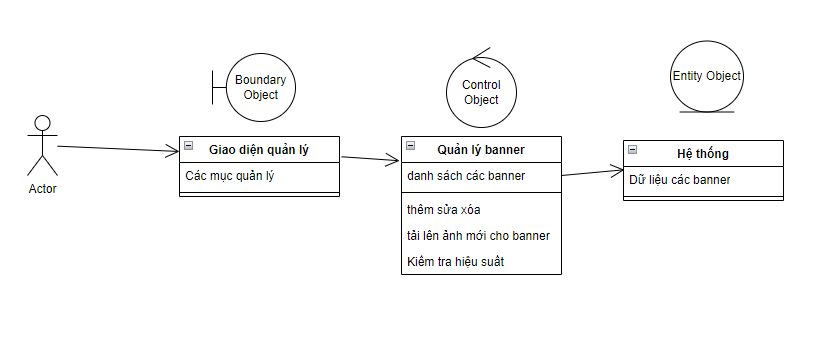 Boundary
Object
Control
Object
Entity Object
Actor
Giao diện quản lý
Các mục quản lý
Quản lý banner
danh sách các banner
thêm sửa xóa
tải lên ảnh mới cho banner
Kiểm tra hiệu suất
Hệ thống
Dữ liệu các banner